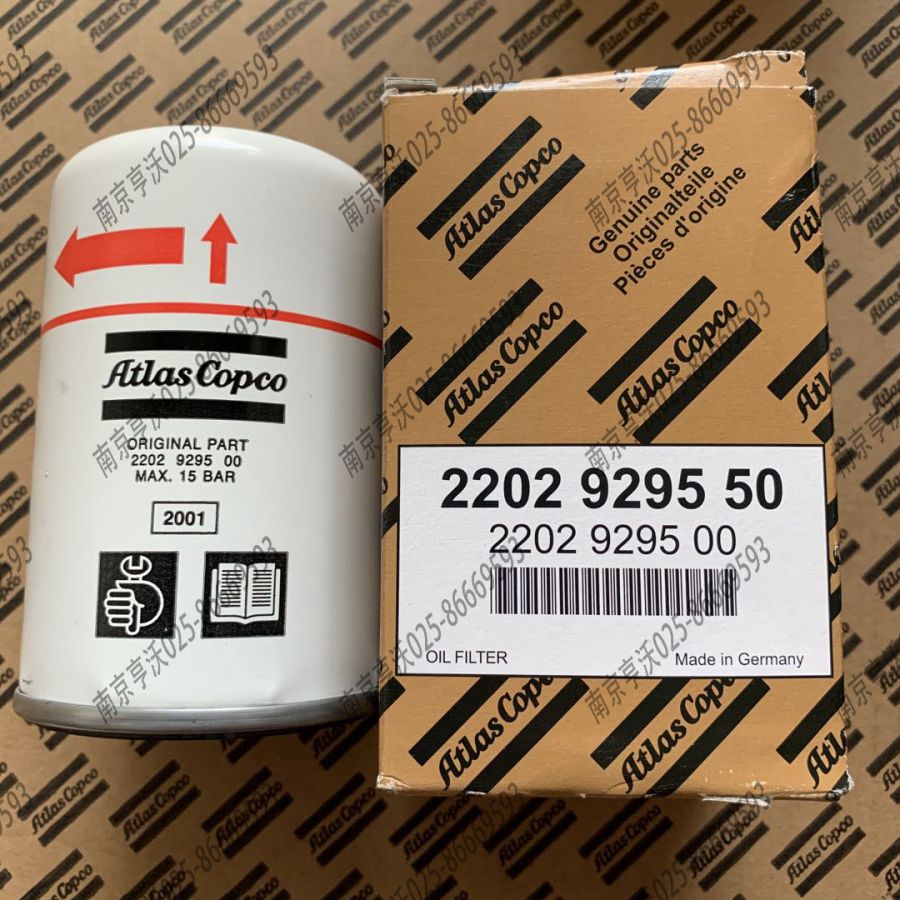 Atlas Copco
ORIGINAL PART
2202 9295 00
MAX. 15 BAR
2001
Atlas Copco
Genuine parts
Originalteile
Pièces d'origine
Atlas Copco
Atlas Copco
2202 9295 50
2202 9295 00
OIL FILTER
Made in Germany
Atlas Copco
Atlas Copco
南京亨沃025-86669593